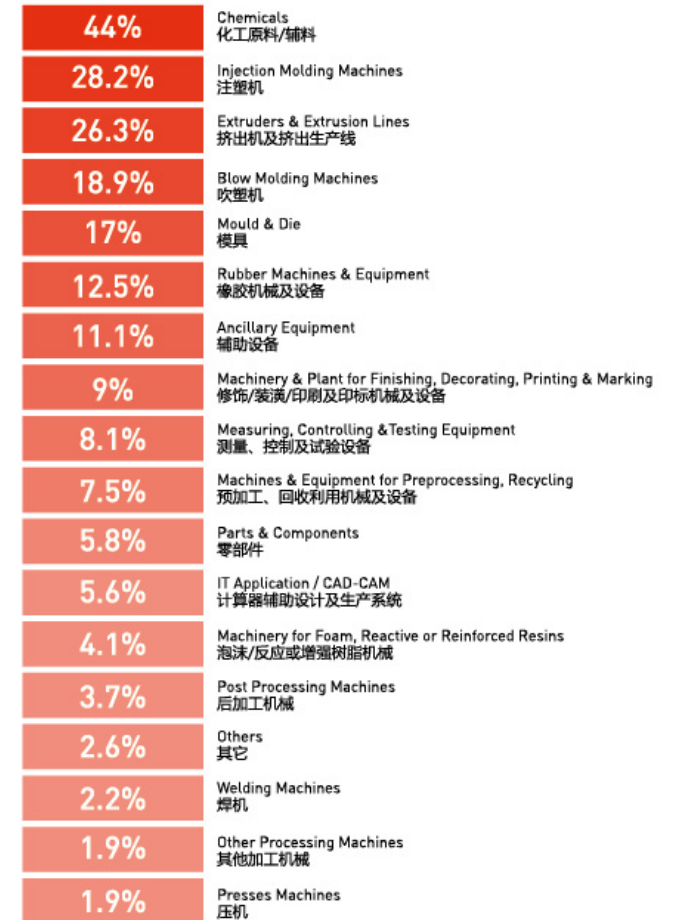 44%
Chemicals
化工原料/辅料
28.2%
Injection Molding Machines
注塑机
26.3%
Extruders & Extrusion Lines
挤出机及挤出生产线
18.9%
Blow Molding Machines
吹塑机
17%
Mould & Die
模具
12.5%
Rubber Machines & Equipment
橡胶机械及设备
11.1%
Ancillary Equipment
辅助设备
9%
Machinery & Plant for Finishing, Decorating, Printing & Marking
修饰/装潢/印刷及印标机械及设备
8.1%
Measuring, Controlling &Testing Equipment
测量、控制及试验设备
7.5%
Machines & Equipment for Preprocessing, Recycling
预加工、回收利用机械及设备
5.8%
Parts & Components
零部件
5.6%
IT Application / CAD-CAM
计算器辅助设计及生产系统
4.1%
Machinery for Foam, Reactive or Reinforced Resins
泡沫/反应或增强树脂机械
3.7%
Post Processing Machines
后加工机械
2.6%
Others
其它
2.2%
Welding Machines
焊机
1.9%
Other Processing Machines
其他加工机械
1.9%
Presses Machines
压机